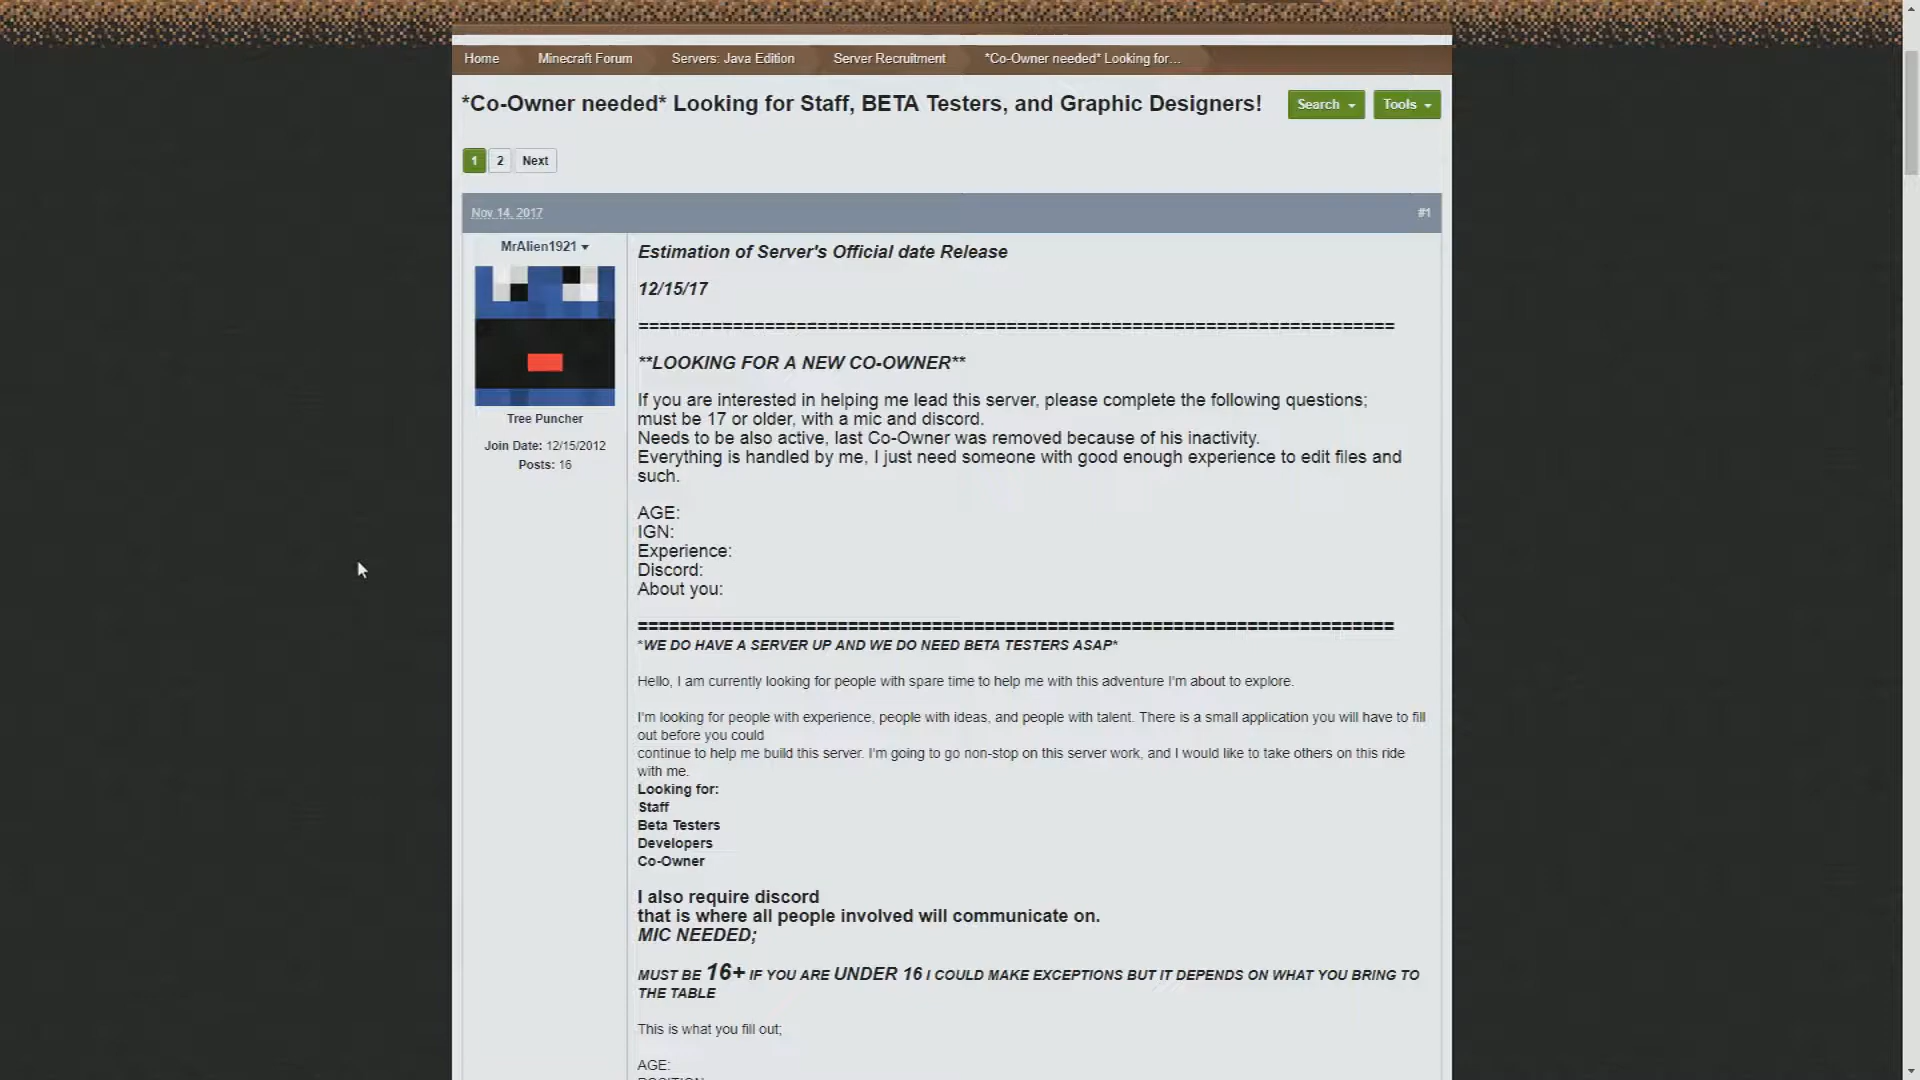 Home Minecraft Forum Servers: Java Edition Server Recruitment *Co-Owner needed* Looking for...
*Co-Owner needed* Looking for Staff, BETA Testers, and Graphic Designers!
Search Tools
1 2 Next
Nov 14, 2017 #1
MrAlien1921
Tree Puncher
Join Date: 12/15/2012
Posts: 16
Estimation of Server's Official date Release
12/15/17
========================================================================
**LOOKING FOR A NEW CO-OWNER**
If you are interested in helping me lead this server, please complete the following questions;
must be 17 or older, with a mic and discord.
Needs to be also active, last Co-Owner was removed because of his inactivity.
Everything is handled by me, I just need someone with good enough experience to edit files and
such.
AGE:
IGN:
Experience:
Discord:
About you:
========================================================================
*WE DO HAVE A SERVER UP AND WE DO NEED BETA TESTERS ASAP*
Hello, I am currently looking for people with spare time to help me with this adventure I'm about to explore.
I'm looking for people with experience, people with ideas, and people with talent. There is a small application you will have to fill
out before you could
continue to help me build this server. I'm going to go non-stop on this server work, and I would like to take others on this ride
with me.
Looking for:
Staff
Beta Testers
Developers
Co-Owner
I also require discord
that is where all people involved will communicate on.
MIC NEEDED;
MUST BE 16+ IF YOU ARE UNDER 16 I COULD MAKE EXCEPTIONS BUT IT DEPENDS ON WHAT YOU BRING TO
THE TABLE
This is what you fill out;
AGE: